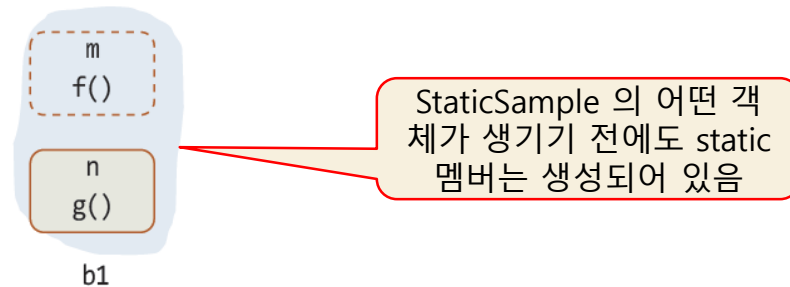 m
f()
n
g()
b1
StaticSample 의 어떤 객
체가 생기기 전에도 static
멤버는 생성되어 있음